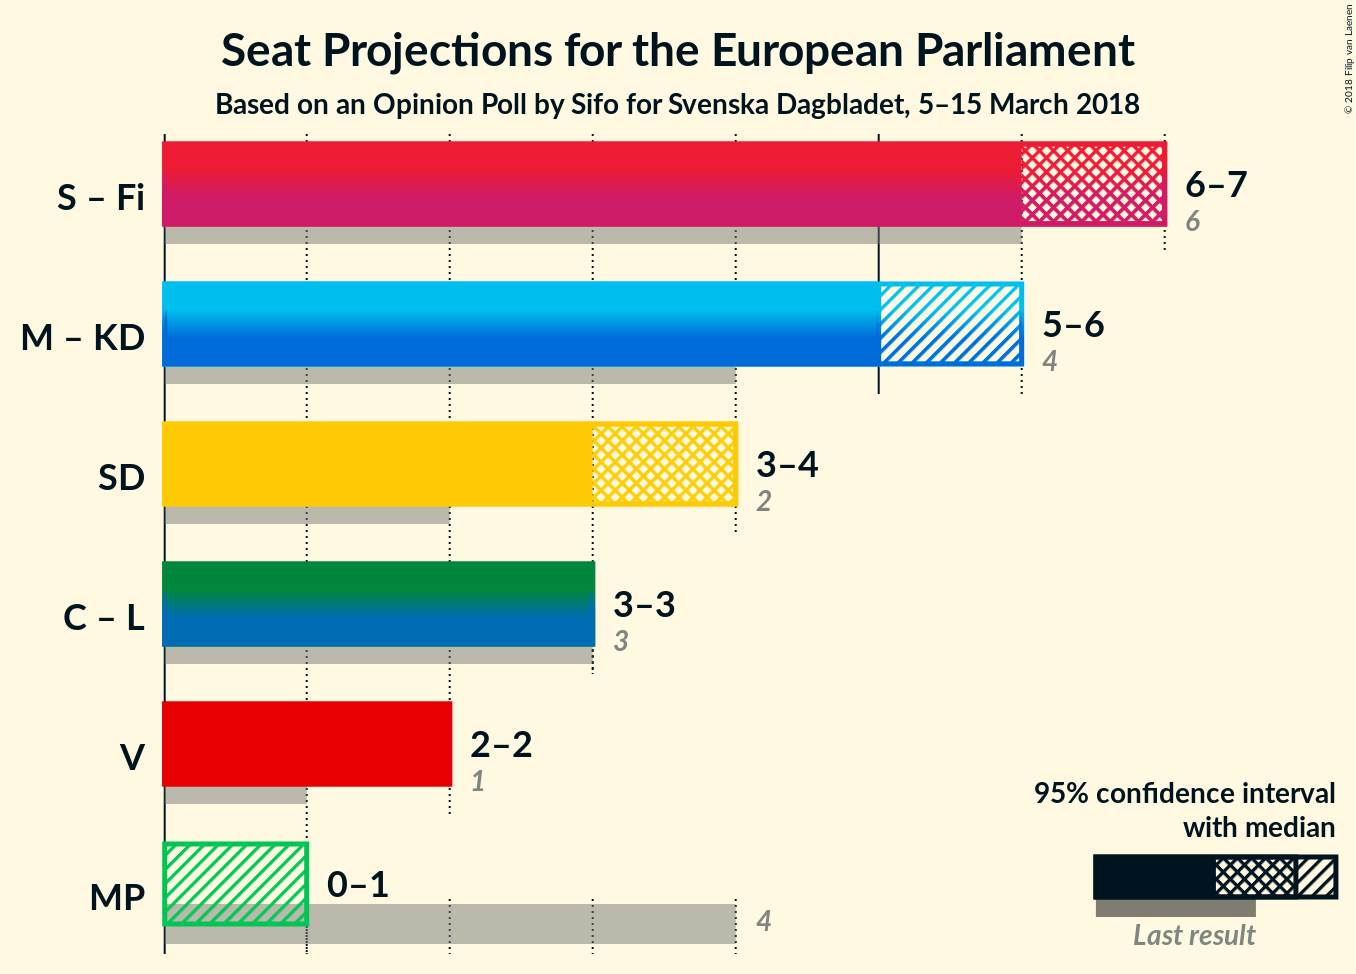 Seat Projections for the European Parliament
Based on an Opinion Poll by Sifo for Svenska Dagbladet, 5–15 March 2018
© 2018 Filip van Laenen
S – Fi
6–7
6
M – KD
5–6
4
SD
3–4
2
C – L
3–3
3
V
2–2
1
MP
0–1
4
95% confidence interval
with median
Last result